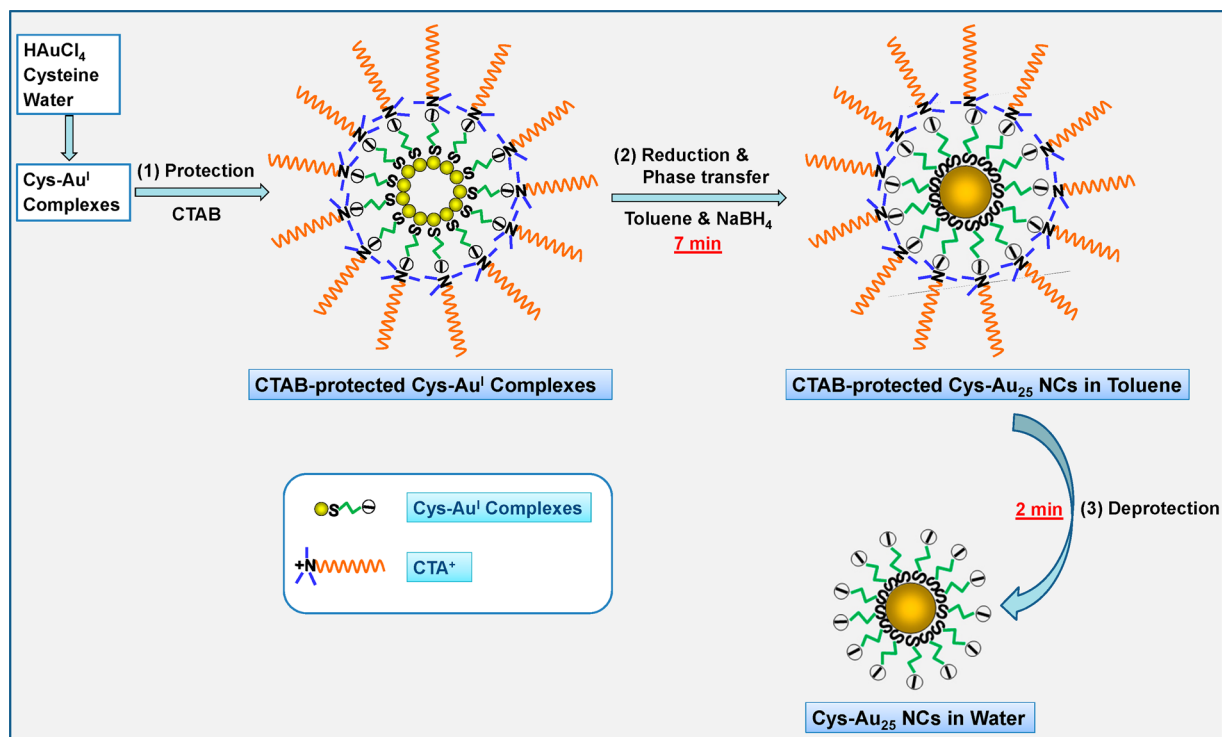 HAuCl₄
Cysteine
Water
Cys-Auᴵ
Complexes
(1) Protection
CTAB
(2) Reduction &
Phase transfer
Toluene & NaBH₄
7 min
CTAB-protected Cys-Auᴵ Complexes
CTAB-protected Cys-Au₂₅ NCs in Toluene
Cys-Auᴵ Complexes
+N
CTA⁺
S
2 min
(3) Deprotection
Cys-Au₂₅ NCs in Water